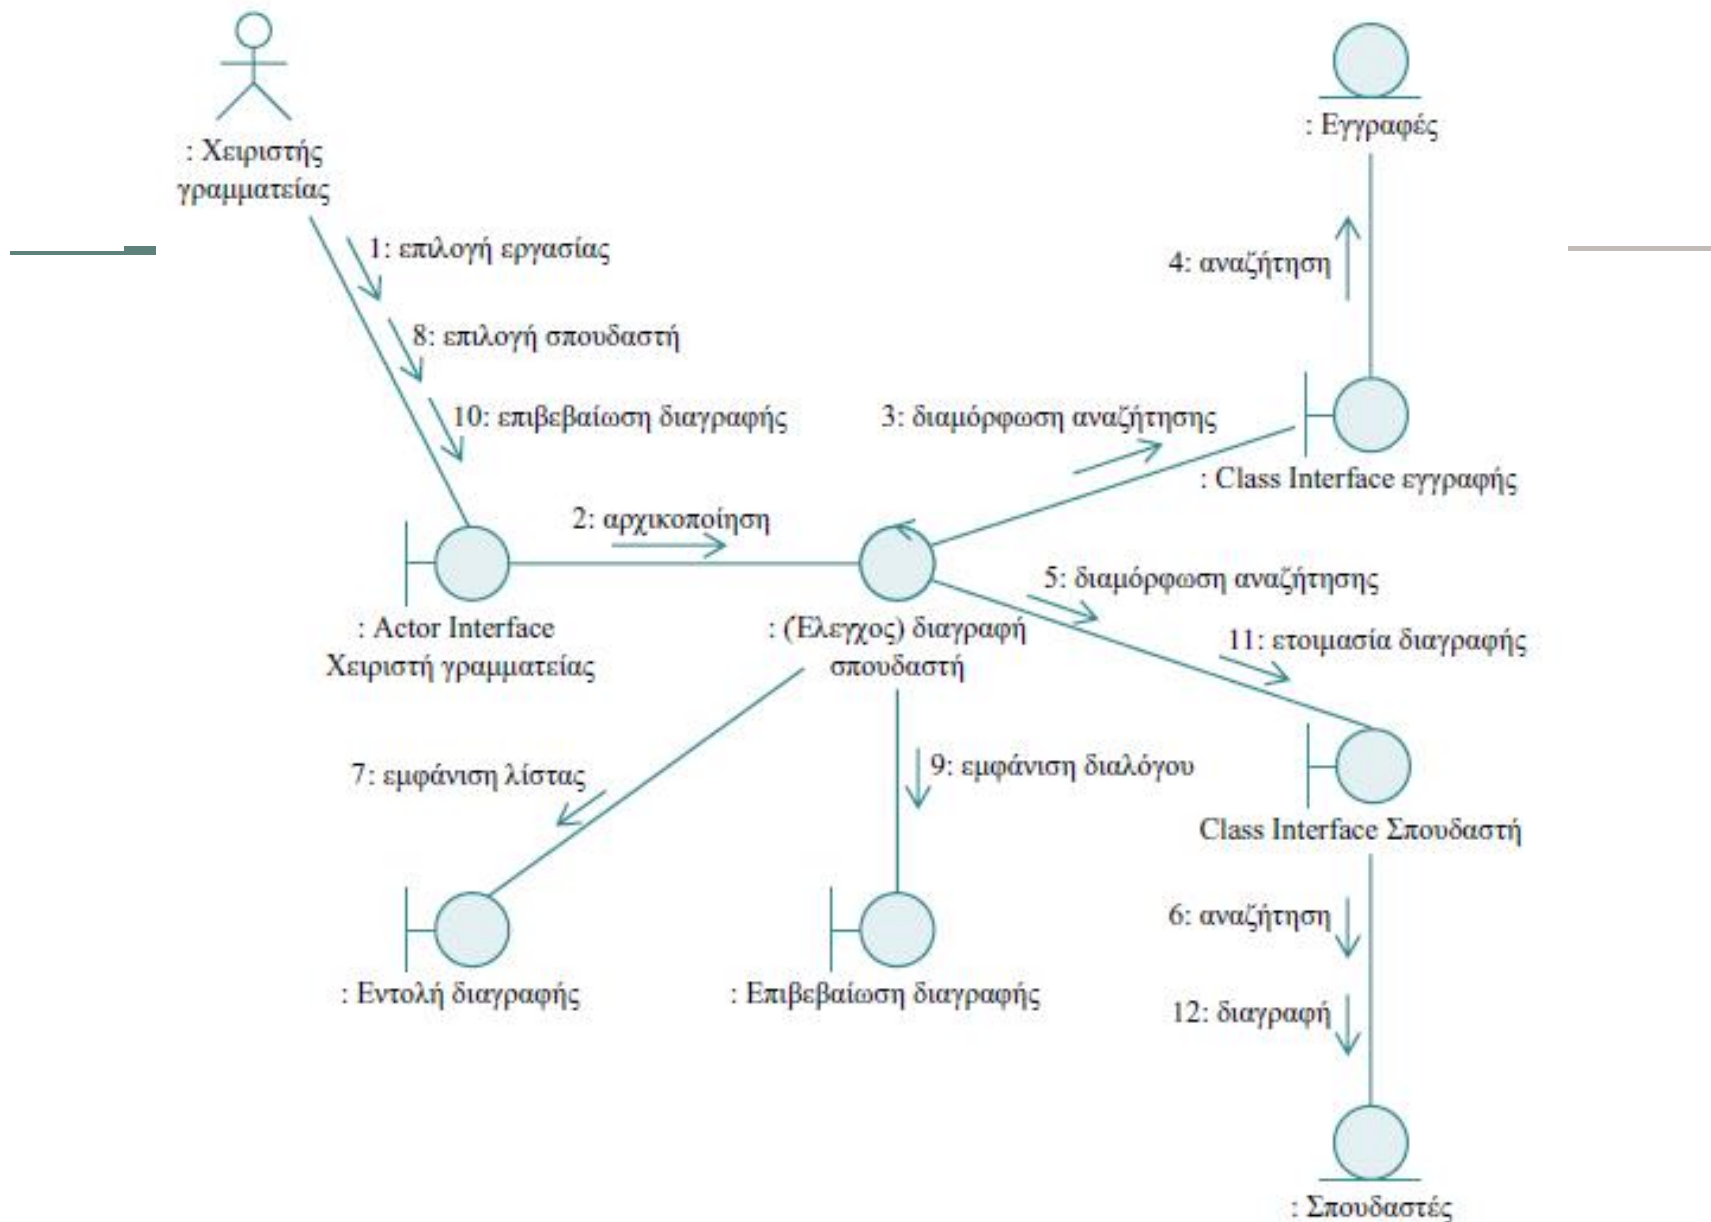 : Χειριστής
γραμματείας
: Εγγραφές
1: επιλογή εργασίας
4: αναζήτηση
8: επιλογή σπουδαστή
10: επιβεβαίωση διαγραφής
3: διαμόρφωση αναζήτησης
: Class Interface εγγραφής
2: αρχικοποίηση
5: διαμόρφωση αναζήτησης
: Actor Interface
Χειριστή γραμματείας
: (Έλεγχος) διαγραφή
σπουδαστή
11: ετοιμασία διαγραφής
7: εμφάνιση λίστας
9: εμφάνιση διαλόγου
Class Interface Σπουδαστή
6: αναζήτηση
: Εντολή διαγραφής
: Επιβεβαίωση διαγραφής
12: διαγραφή
: Σπουδαστές